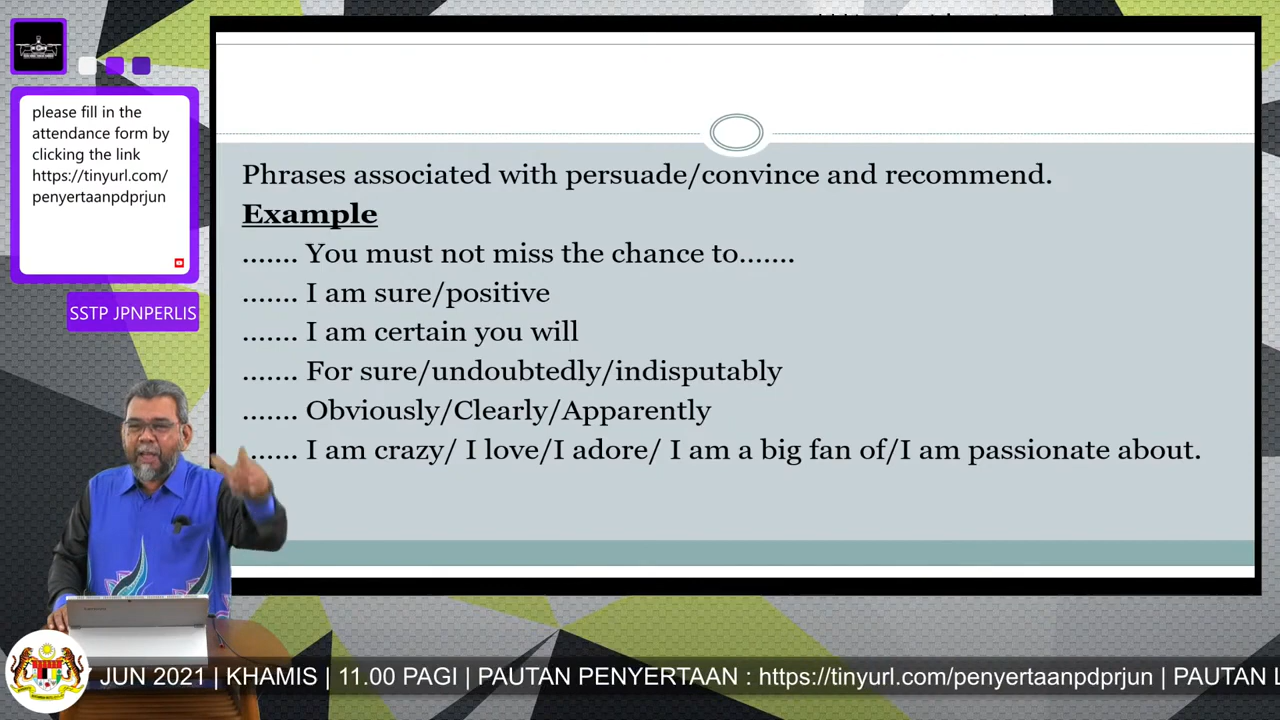 please fill in the
attendance form by
clicking the link
https://tinyurl.com/
penyertaanpdprjun
SSTP JPNPERLIS
Phrases associated with persuade/convince and recommend.
Example
....... You must not miss the chance to.......
....... I am sure/positive
....... I am certain you will
....... For sure/undoubtedly/indisputably
....... Obviously/Clearly/Apparently
....... I am crazy/ I love/I adore/ I am a big fan of/I am passionate about.
JUN 2021 | KHAMIS | 11.00 PAGI | PAUTAN PENYERTAAN : https://tinyurl.com/penyertaanpdprjun | PAUTAN